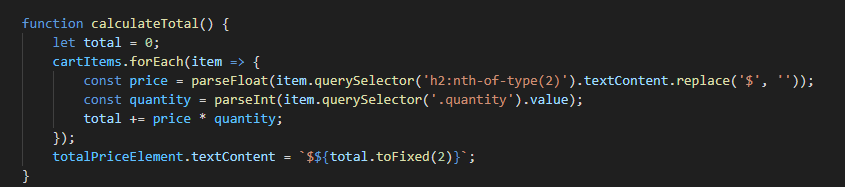 function calculateTotal() {
    let total = 0;
    cartItems.forEach(item => {
        const price = parseFloat(item.querySelector('h2:nth-of-type(2)').textContent.replace('$', ''));
        const quantity = parseInt(item.querySelector('.quantity').value);
        total += price * quantity;
    });
    totalPriceElement.textContent = `$${total.toFixed(2)}`;
}